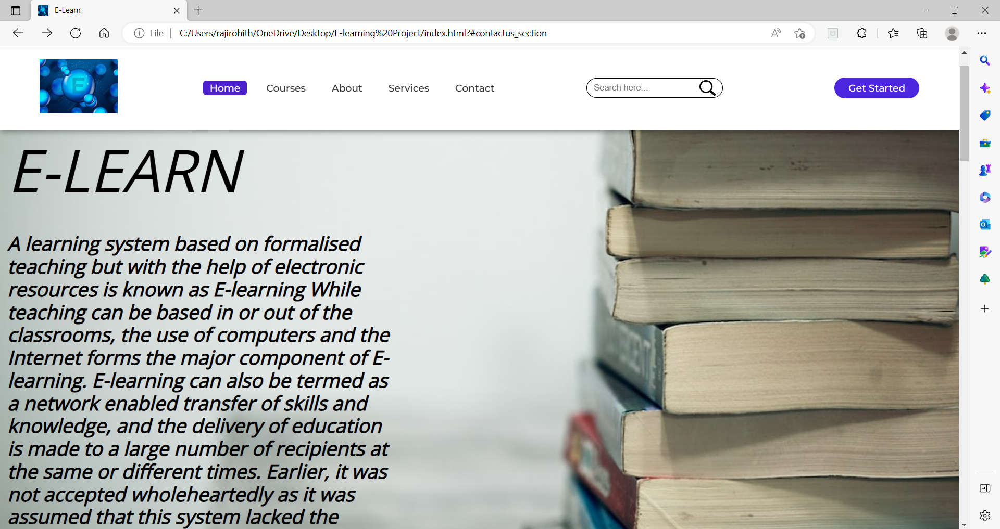 E-Learn
File
C:/Users/rajirohith/OneDrive/Desktop/E-learning%20Project/index.html?#contactus_section
E
Home
Courses
About
Services
Contact
Search here...
Get Started
E-LEARN
A learning system based on formalised
teaching but with the help of electronic
resources is known as E-learning While
teaching can be based in or out of the
classrooms, the use of computers and the
Internet forms the major component of E-
learning. E-learning can also be termed as
a network enabled transfer of skills and
knowledge, and the delivery of education
is made to a large number of recipients at
the same or different times. Earlier, it was
not accepted wholeheartedly as it was
assumed that this system lacked the